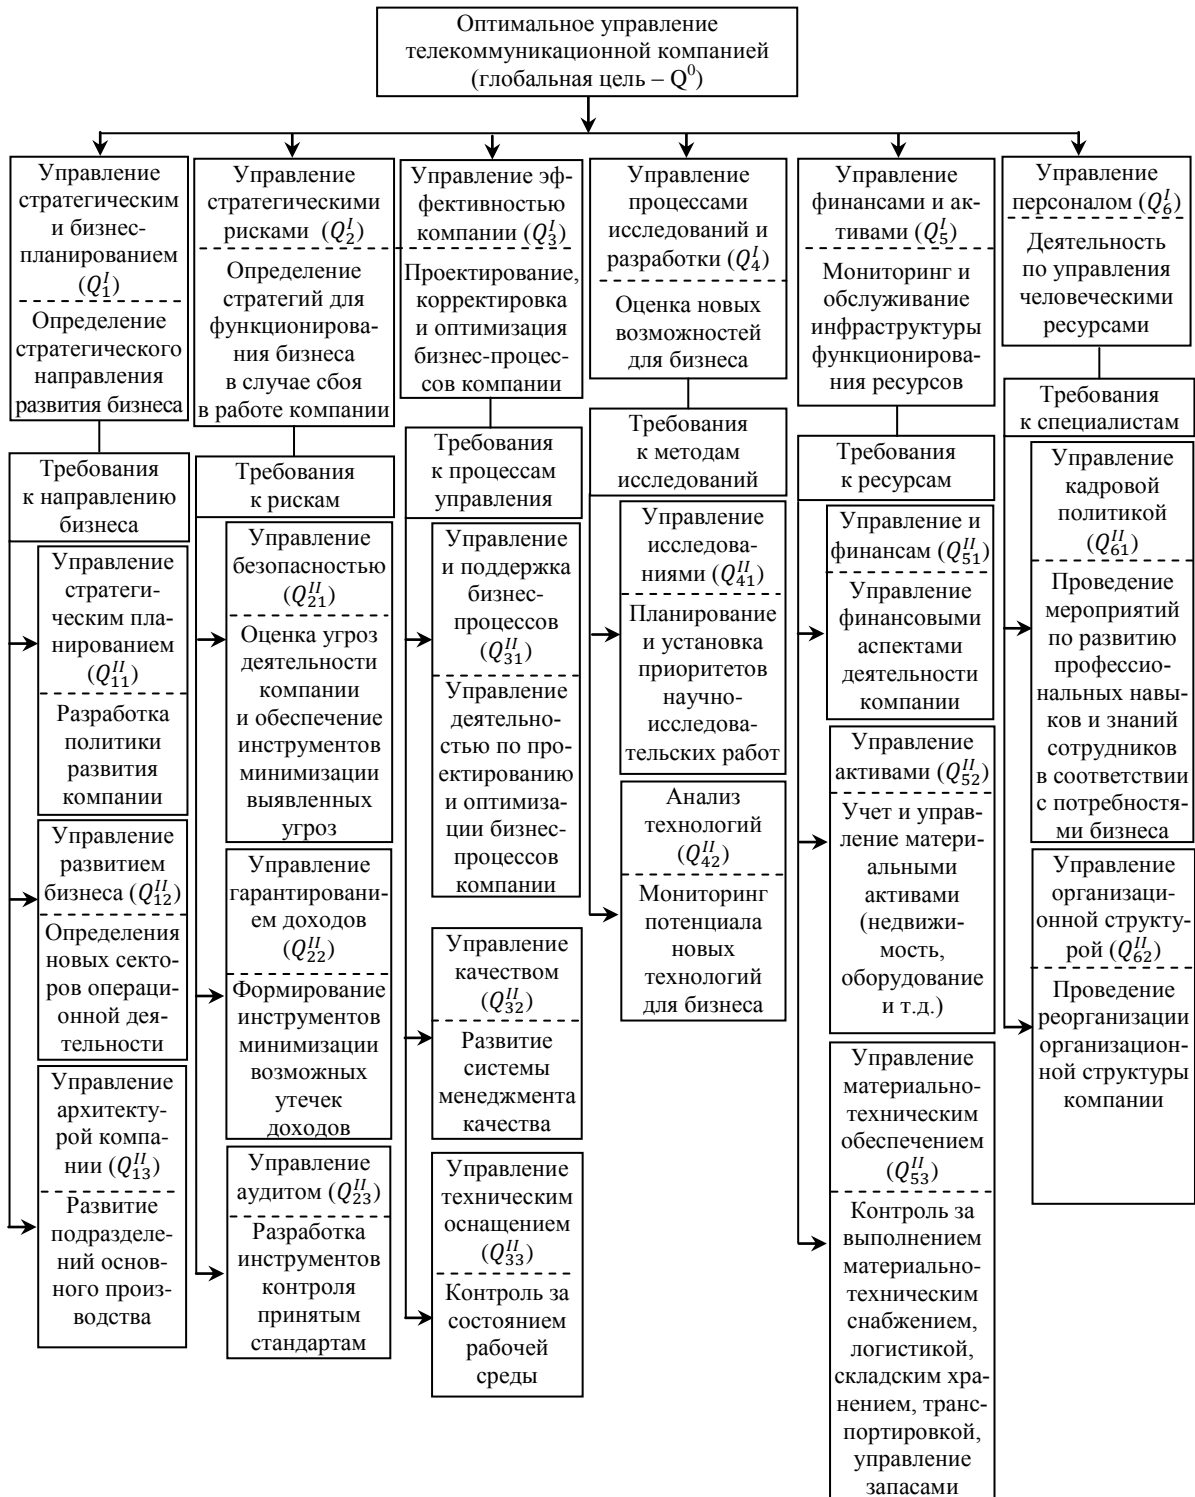 Оптимальное управление
телекоммуникационной компанией
(глобальная цель – Q⁰)
Управление
стратегическим
и бизнес-
планированием
(Q₁ᴵ)
Определение
стратегического
направления
развития бизнеса
Требования
к направлению
бизнеса
Управление
стратеги-
ческим пла-
нированием
(Q₁₁ᴵᴵ)
Разработка
политики
развития
компании
Управление
развитием
бизнеса (Q₁₂ᴵᴵ)
Определения
новых секто-
ров операци-
онной дея-
тельности
Управление
архитекту-
рой компа-
нии (Q₁₃ᴵᴵ)
Развитие
подразделе-
ний основ-
ного произ-
водства
Управление
стратегическими
рисками (Q₂ᴵ)
Определение
стратегий для
функционирова-
ния бизнеса
в случае сбоя
в работе компании
Требования
к рискам
Управление
безопасностью
(Q₂₁ᴵᴵ)
Оценка угроз
деятельности
компании
и обеспечение
инструментов
минимизации
выявленных
угроз
Управление
гарантировани-
ем доходов
(Q₂₂ᴵᴵ)
Формирование
инструментов
минимизации
возможных
утечек
доходов
Управление
аудитом (Q₂₃ᴵᴵ)
Разработка
инструментов
контроля
принятым
стандартам
Управление эф-
фективностью
компании (Q₃ᴵ)
Проектирование,
корректировка
и оптимизация
бизнес-процес-
сов компании
Требования
к процессам
управления
Управление
и поддержка
бизнес-
процессов
(Q₃₁ᴵᴵ)
Управление
деятельно-
стью по про-
ектированию
и оптимиза-
ции бизнес-
процессов
компании
Управление
качеством
(Q₃₂ᴵᴵ)
Развитие
системы
менеджмента
качества
Управление
техническим
оснащением
(Q₃₃ᴵᴵ)
Контроль за
состоянием
рабочей
среды
Управление
процессами
исследований и
разработки (Q₄ᴵ)
Оценка новых
возможностей
для бизнеса
Требования
к методам
исследований
Управление
исследова-
ниями (Q₄₁ᴵᴵ)
Планирование
и установка
приоритетов
научно-
исследова-
тельских работ
Анализ
технологий
(Q₄₂ᴵᴵ)
Мониторинг
потенциала
новых
технологий
для бизнеса
Управление
финансами и ак-
тивами (Q₅ᴵ)
Мониторинг и
обслуживание
инфраструктуры
функционирова-
ния ресурсов
Требования
к ресурсам
Управление и
финансам (Q₅₁ᴵᴵ)
Управление
финансовыми
аспектами
деятельности
компании
Управление
активами (Q₅₂ᴵᴵ)
Учет и управ-
ление матери-
альными
активами
(недвижи-
мость,
оборудование
и т.д.)
Управление
материально-
техническим
обеспечением
(Q₅₃ᴵᴵ)
Контроль за
выполнением
материально-
техническим
снабжением,
логистикой,
складским хра-
нением, транс-
портировкой,
управление
запасами
Управление
персоналом (Q₆ᴵ)
Деятельность
по управления
человеческими
ресурсами
Требования
к специалистам
Управление
кадровой
политикой
(Q₆₁ᴵᴵ)
Проведение
мероприятий
по развитию
профессио-
нальных навы-
ков и знаний
сотрудников
в соответствии
с потребностя-
ми бизнеса
Управление
организаци-
онной структу-
рой (Q₆₂ᴵᴵ)
Проведение
реорганизации
организацион-
ной структуры
компании